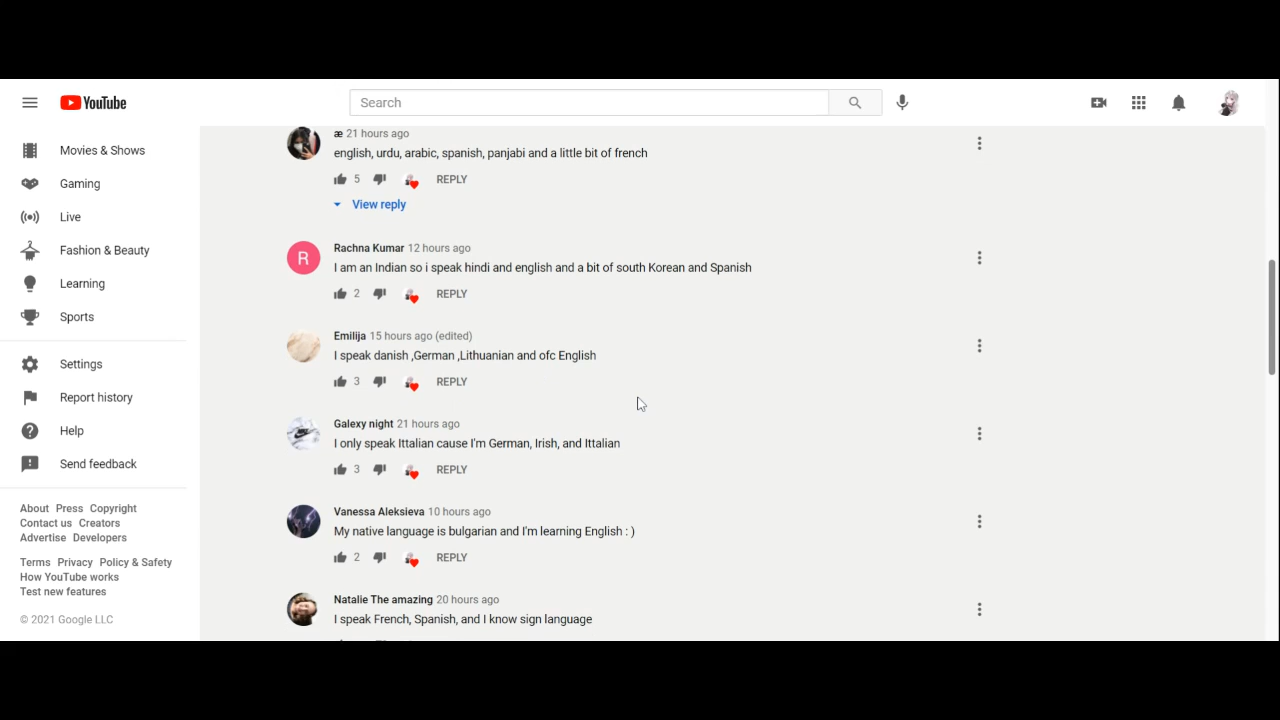 YouTube
Search
Movies & Shows
Gaming
Live
Fashion & Beauty
Learning
Sports
Settings
Report history
Help
Send feedback
About Press Copyright
Contact us Creators
Advertise Developers
Terms Privacy Policy & Safety
How YouTube works
Test new features
© 2021 Google LLC
æ 21 hours ago
english, urdu, arabic, spanish, panjabi and a little bit of french
5 REPLY
View reply
R
Rachna Kumar 12 hours ago
I am an Indian so i speak hindi and english and a bit of south Korean and Spanish
2 REPLY
Emilija 15 hours ago (edited)
I speak danish ,German ,Lithuanian and ofc English
3 REPLY
Galexy night 21 hours ago
I only speak Ittalian cause I'm German, Irish, and Ittalian
3 REPLY
Vanessa Aleksieva 10 hours ago
My native language is bulgarian and I'm learning English : )
2 REPLY
Natalie The amazing 20 hours ago
I speak French, Spanish, and I know sign language